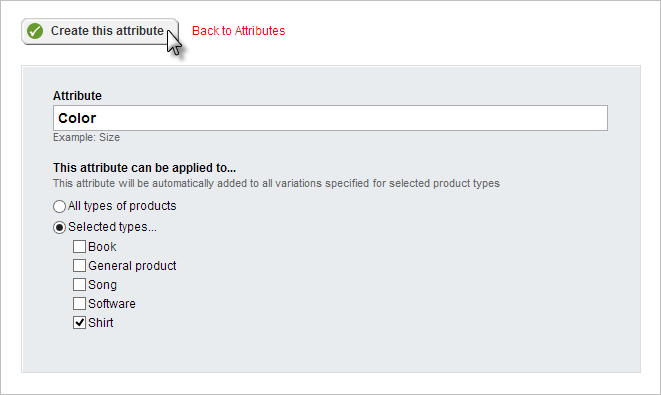 Create this attribute Back to Attributes
Attribute
Color
Example: Size
This attribute can be applied to...
This attribute will be automatically added to all variations specified for selected product types
All types of products
Selected types...
Book
General product
Song
Software
Shirt